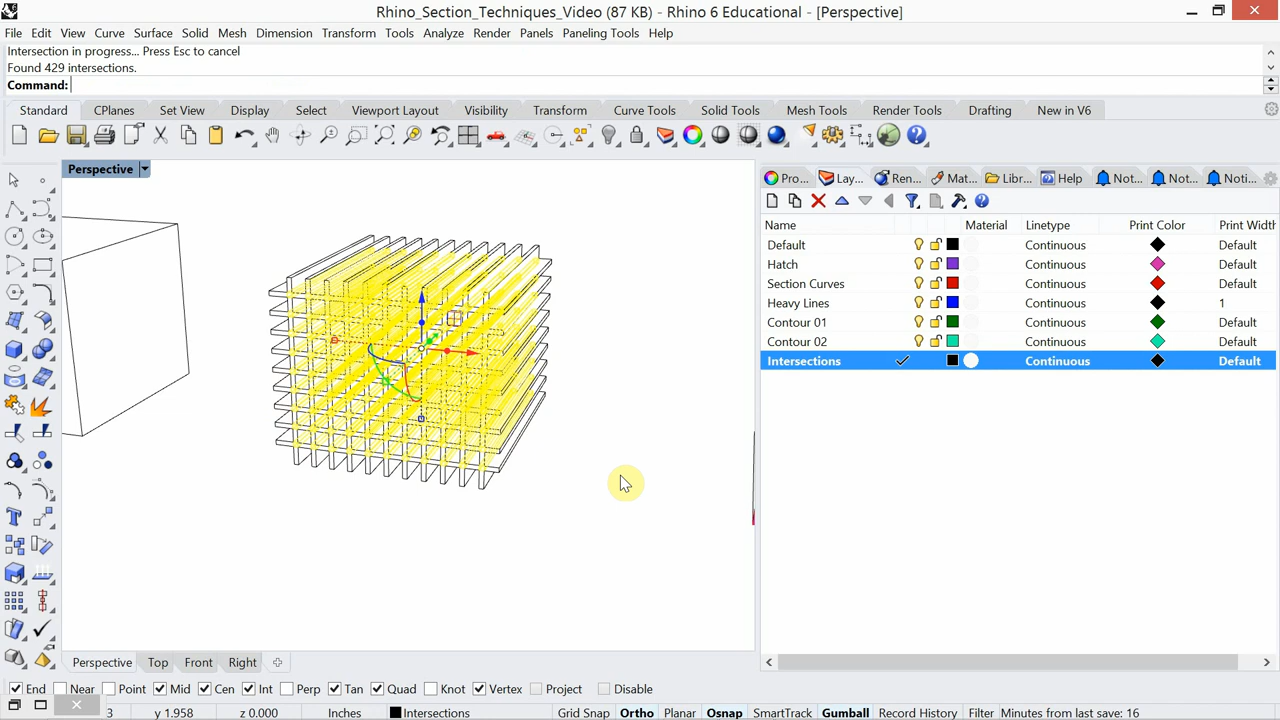 Rhino_Section_Techniques_Video (87 KB) - Rhino 6 Educational - [Perspective]
File Edit View Curve Surface Solid Mesh Dimension Transform Tools Analyze Render Panels Paneling Tools Help
Intersection in progress... Press Esc to cancel
Found 429 intersections.
Command:
Standard CPlanes Set View Display Select Viewport Layout Visibility Transform Curve Tools Solid Tools Mesh Tools Render Tools Drafting New in V6
Perspective
Pro... Lay... Ren... Mat... Libr... Help Not... Not... Noti...
Name Material Linetype Print Color Print Width
Default Continuous Default
Hatch Continuous Default
Section Curves Continuous Default
Heavy Lines Continuous 1
Contour 01 Continuous Default
Contour 02 Continuous Default
Intersections Continuous Default
Perspective Top Front Right
End Near Point Mid Cen Int Perp Tan Quad Knot Vertex Project Disable
3 y 1.958 z 0.000 Inches Intersections Grid Snap Ortho Planar Osnap SmartTrack Gumball Record History Filter Minutes from last save: 16